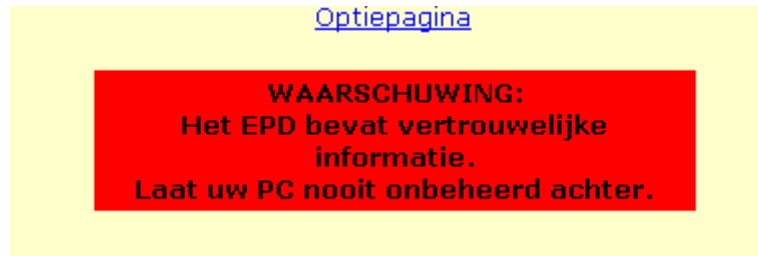 Optiepagina
WAARSCHUWING:
Het EPD bevat vertrouwelijke
informatie.
Laat uw PC nooit onbeheerd achter.